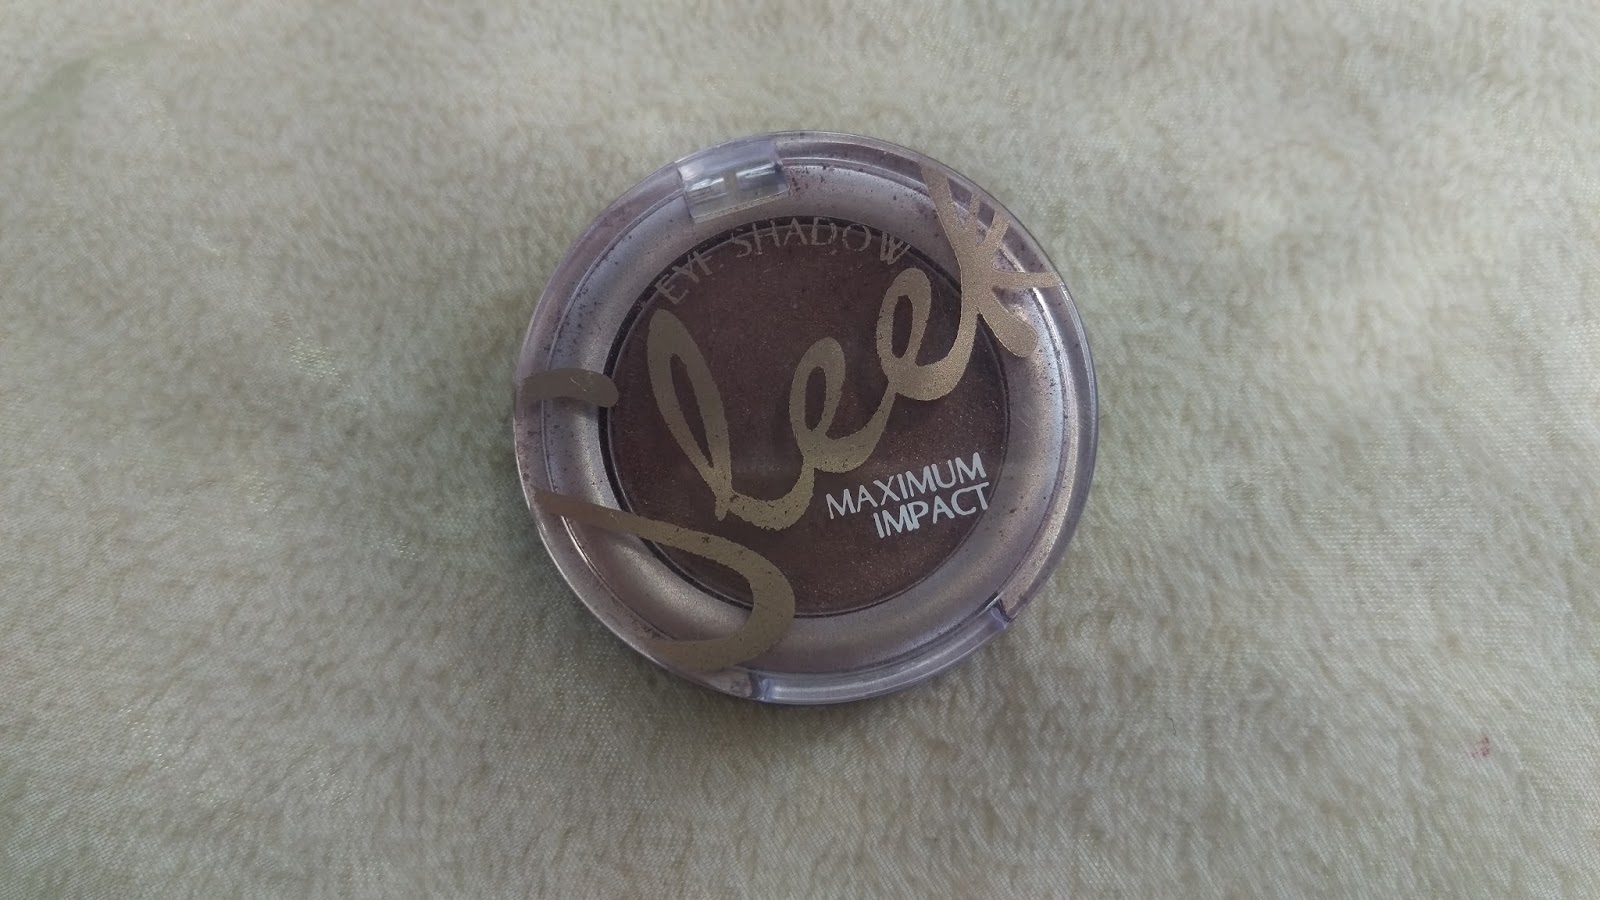 EYE SHADOW
Sleek
MAXIMUM
IMPACT